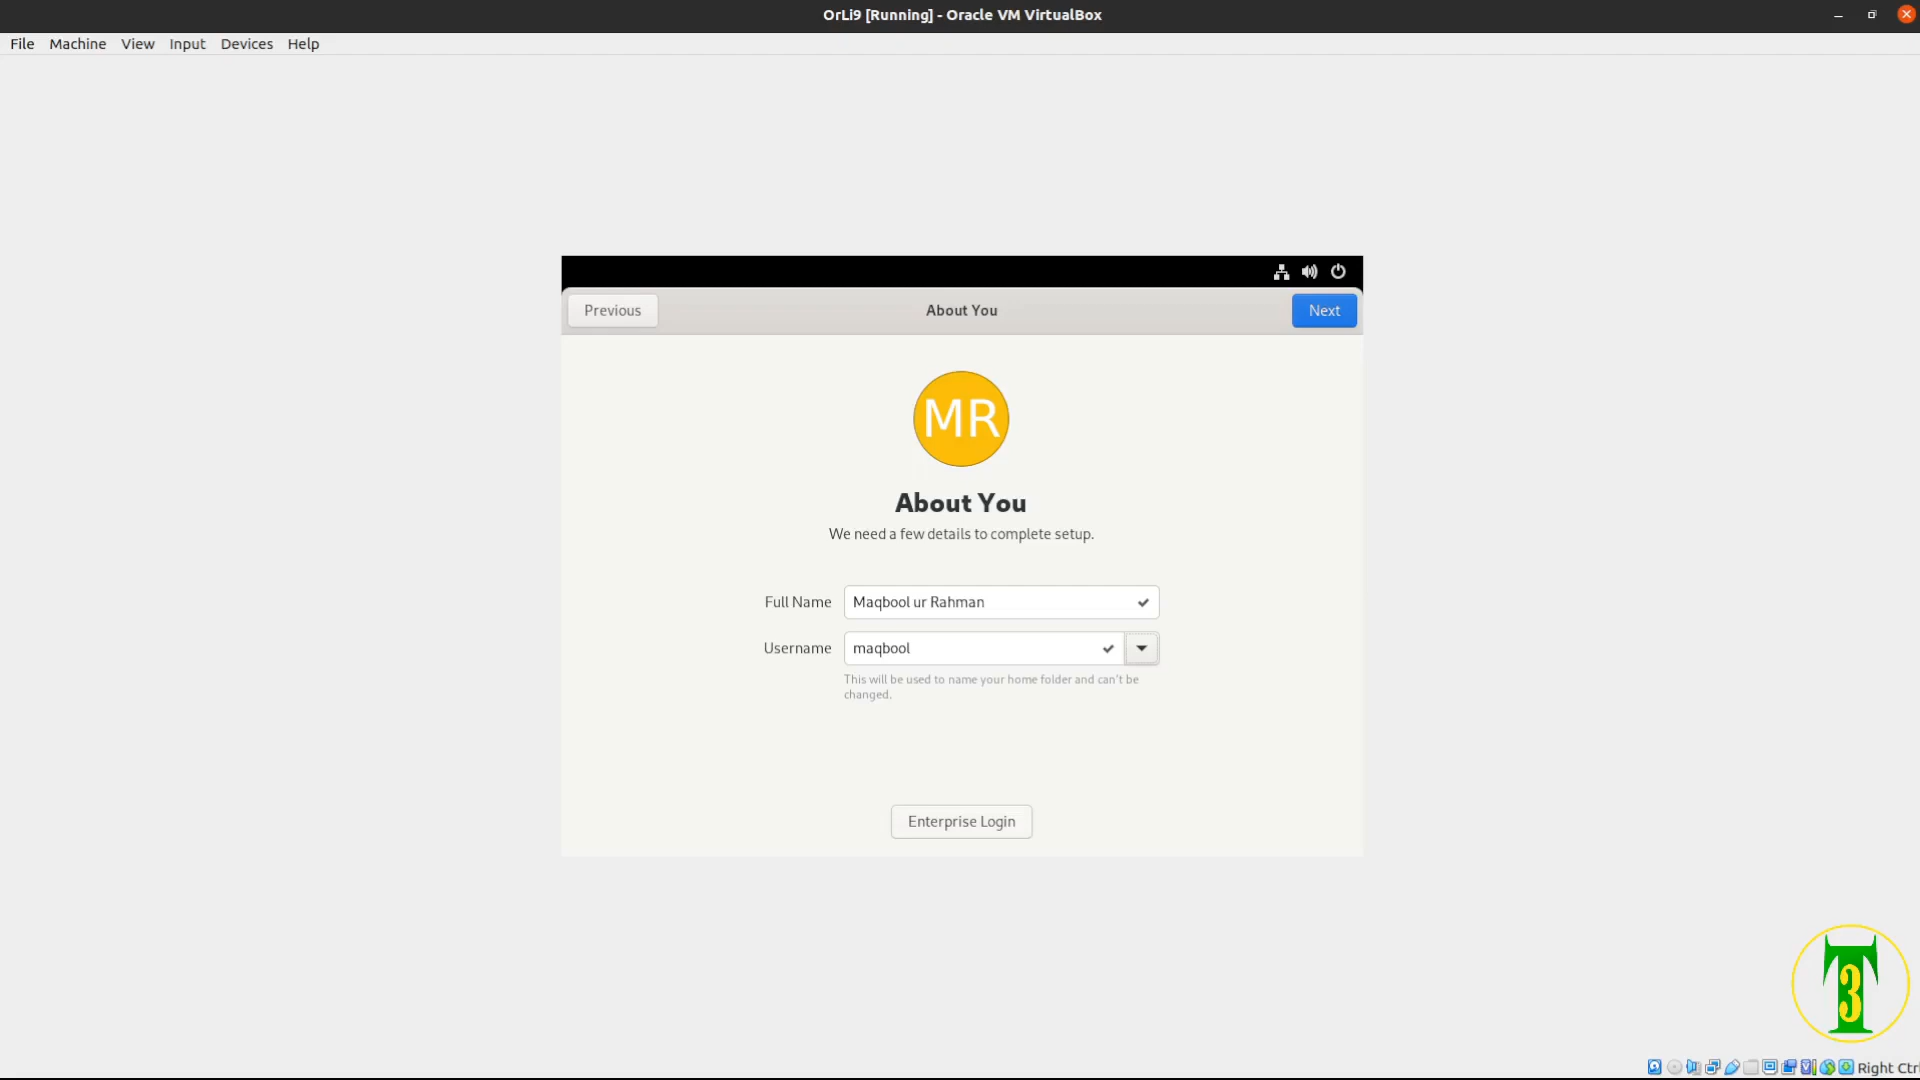 OrLi9 [Running] - Oracle VM VirtualBox
File Machine View Input Devices Help
Previous
About You
Next
MR
About You
We need a few details to complete setup.
Full Name
Maqbool ur Rahman
Username
maqbool
This will be used to name your home folder and can't be
changed.
Enterprise Login
T3
Right Ctrl